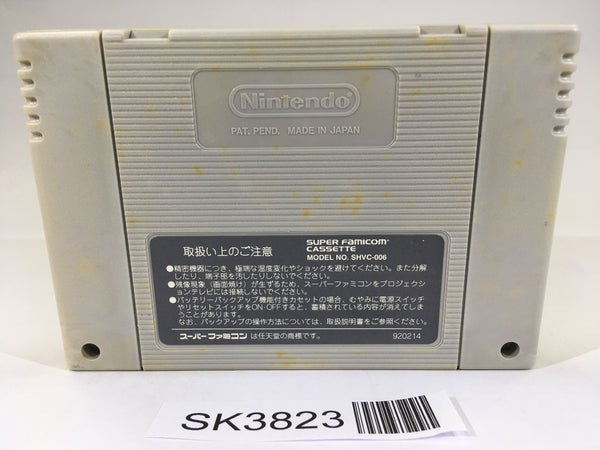 Nintendo
PAT. PEND. MADE IN JAPAN
取扱い上のご注意
SUPER FAMICOM
CASSETTE
MODEL NO. SHVC-006
●精密機器につき、極端な温度変化やショックを避けてください。また分解
したり、端子部を汚したりしないでください。
●残像現象（画面焼け）が生ずるため、スーパーファミコンをプロジェクシ
ョンテレビには接続しないでください。
●バッテリーバックアップ機能付きカセットの場合、むやみに電源スイッチ
やリセットスイッチをON・OFFすると、蓄積されている内容が消えてしま
うことがあります。
なお、バックアップの操作方法については、取扱説明書をご参照ください。
スーパーファミコンは任天堂の商標です。
920214
SK3823